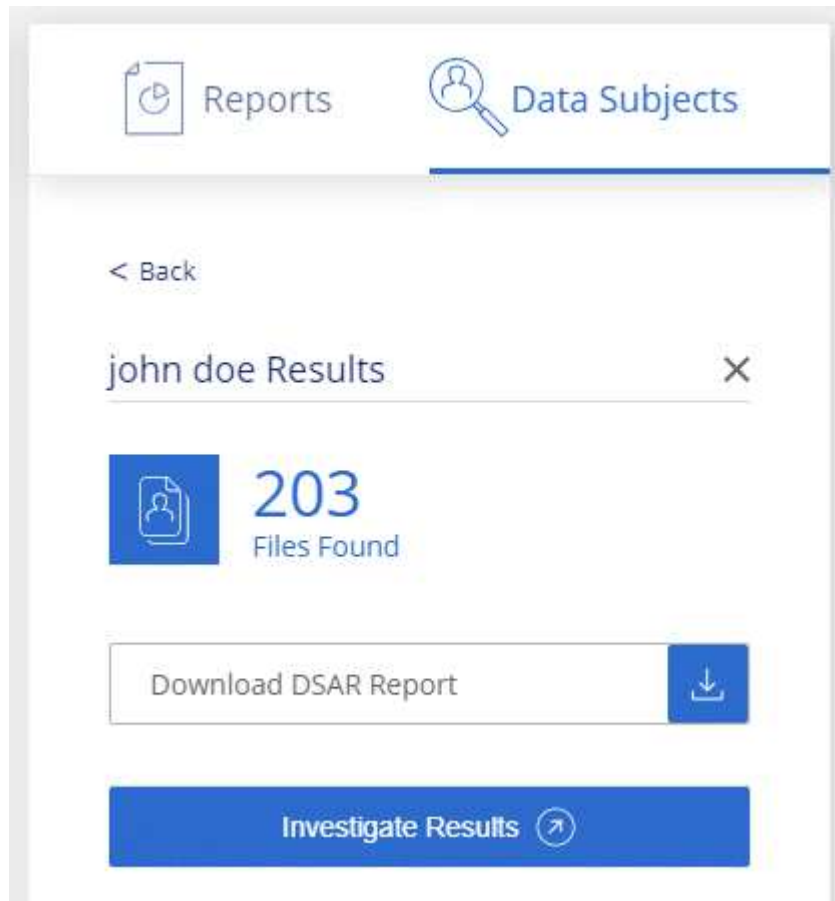 Reports
Data Subjects
< Back
john doe Results
203
Files Found
Download DSAR Report
Investigate Results